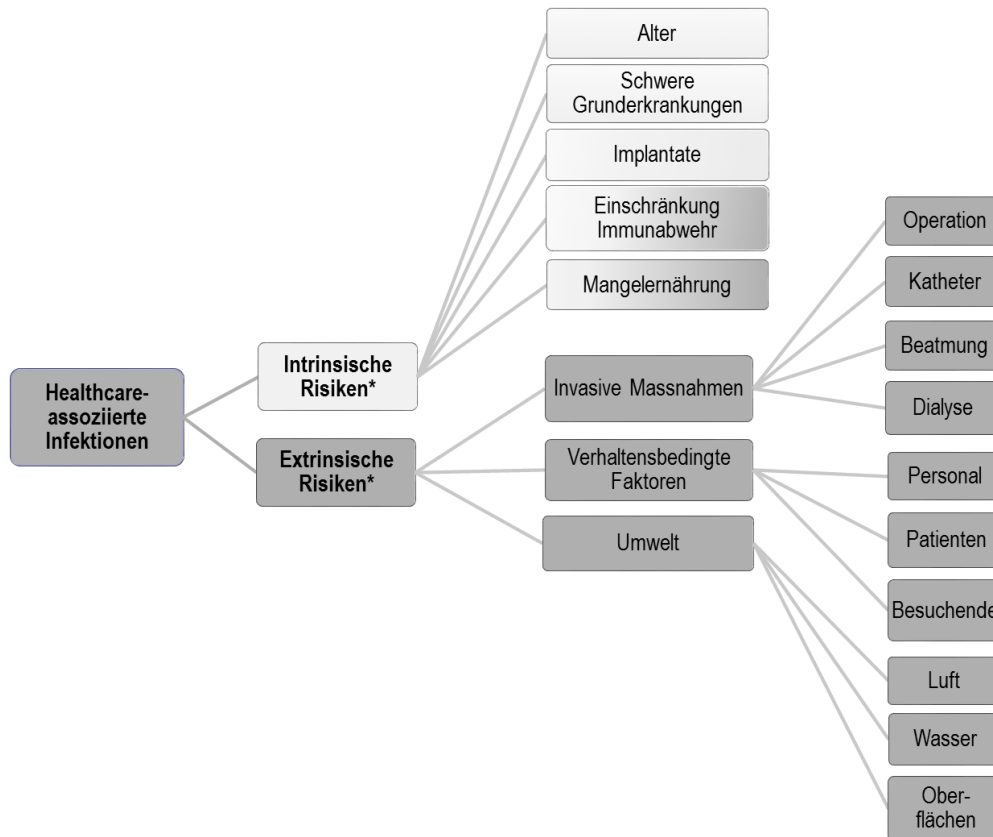 Alter
Schwere
Grunderkrankungen
Implantate
Einschränkung
Immunabwehr
Mangelernährung
Healthcare-
assoziierte
Infektionen
Intrinsische
Risiken*
Extrinsische
Risiken*
Invasive Massnahmen
Verhaltensbedingte
Faktoren
Umwelt
Operation
Katheter
Beatmung
Dialyse
Personal
Patienten
Besuchende
Luft
Wasser
Ober-
flächen